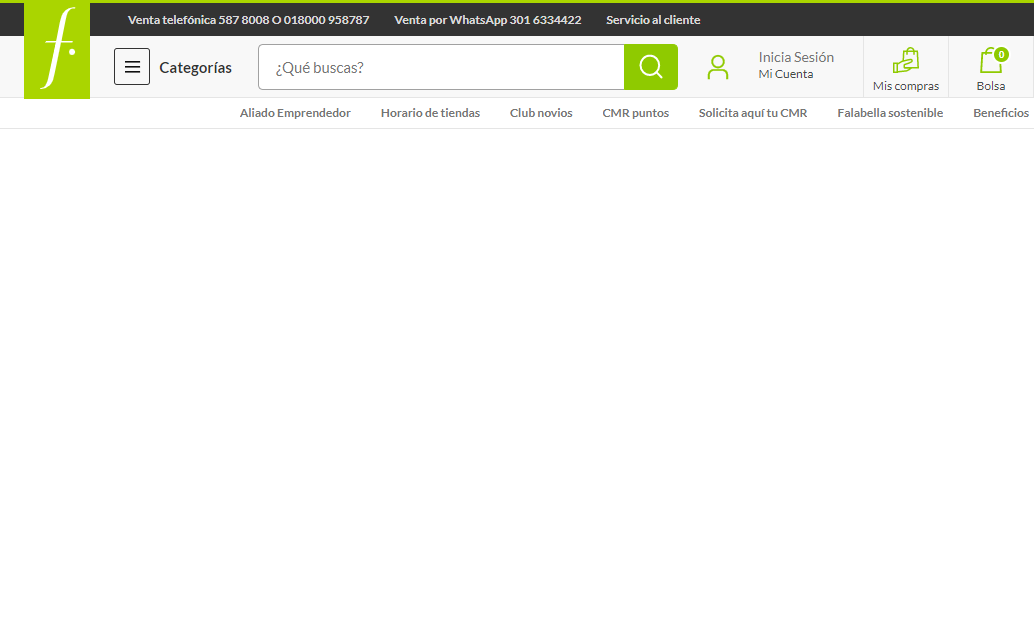 Venta telefónica 587 8008 O 018000 958787 Venta por WhatsApp 301 6334422 Servicio al cliente
f.
Categorías ¿Qué buscas? Inicia Sesión
Mi Cuenta
0
Mis compras Bolsa
Aliado Emprendedor Horario de tiendas Club novios CMR puntos Solicita aquí tu CMR Falabella sostenible Beneficios